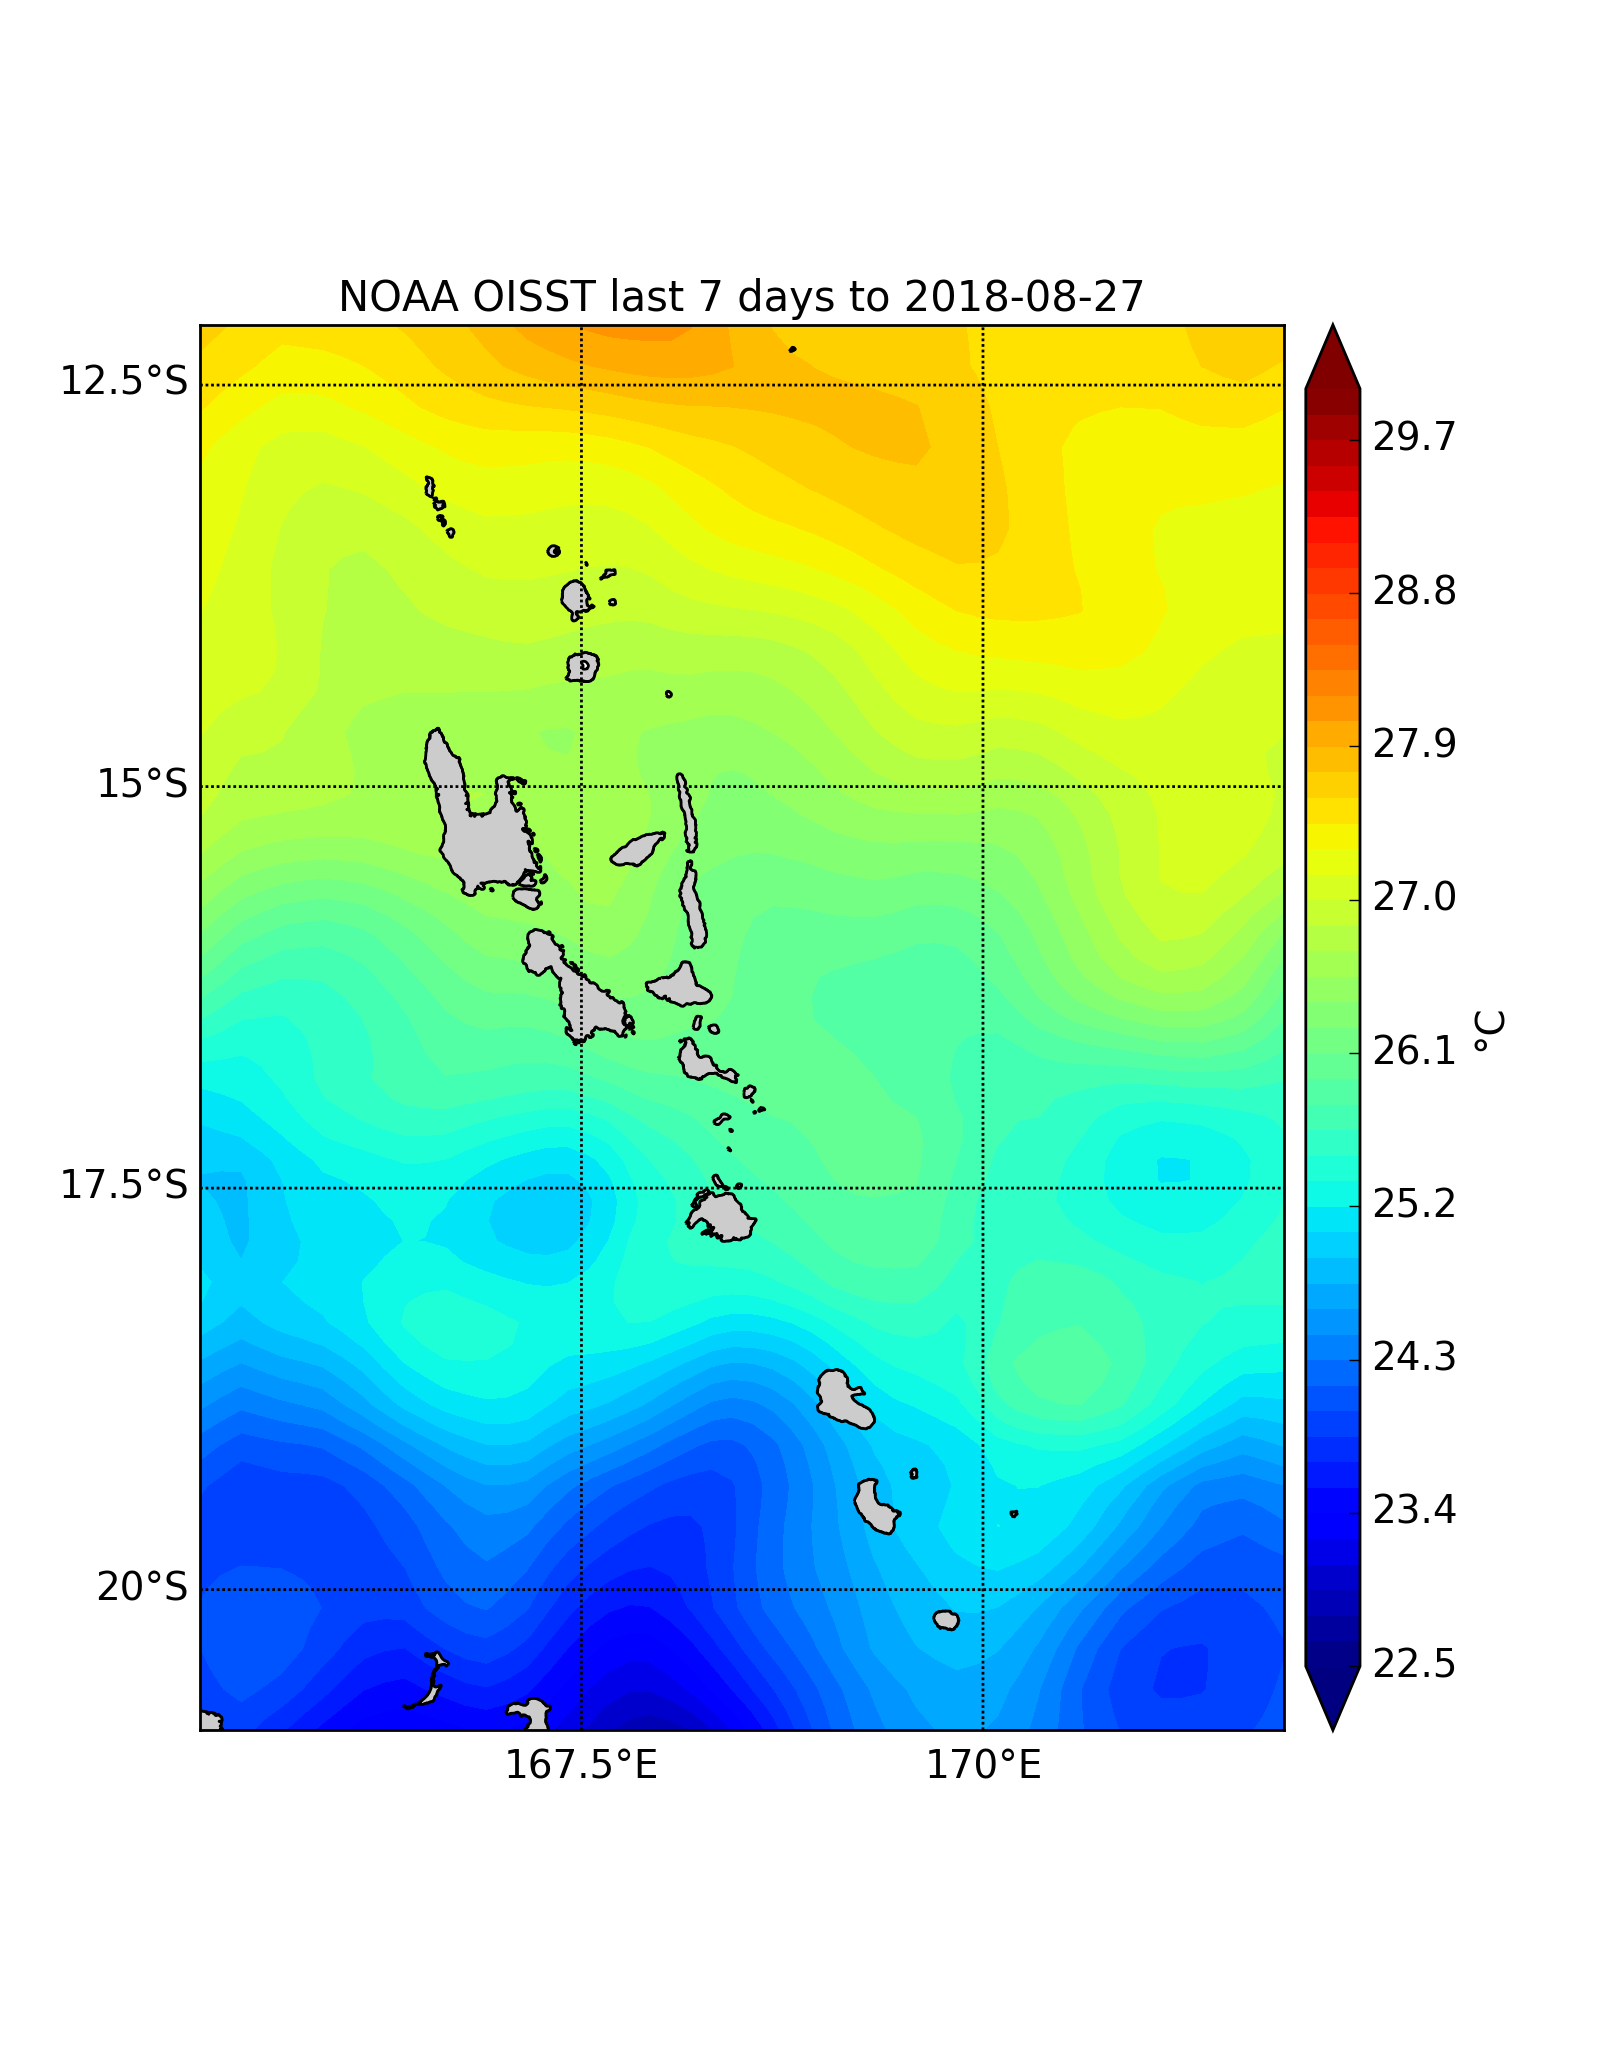 NOAA OISST last 7 days to 2018-08-27
12.5°S
15°S
17.5°S
20°S
167.5°E
170°E
29.7
28.8
27.9
27.0
26.1
25.2
24.3
23.4
22.5
°C